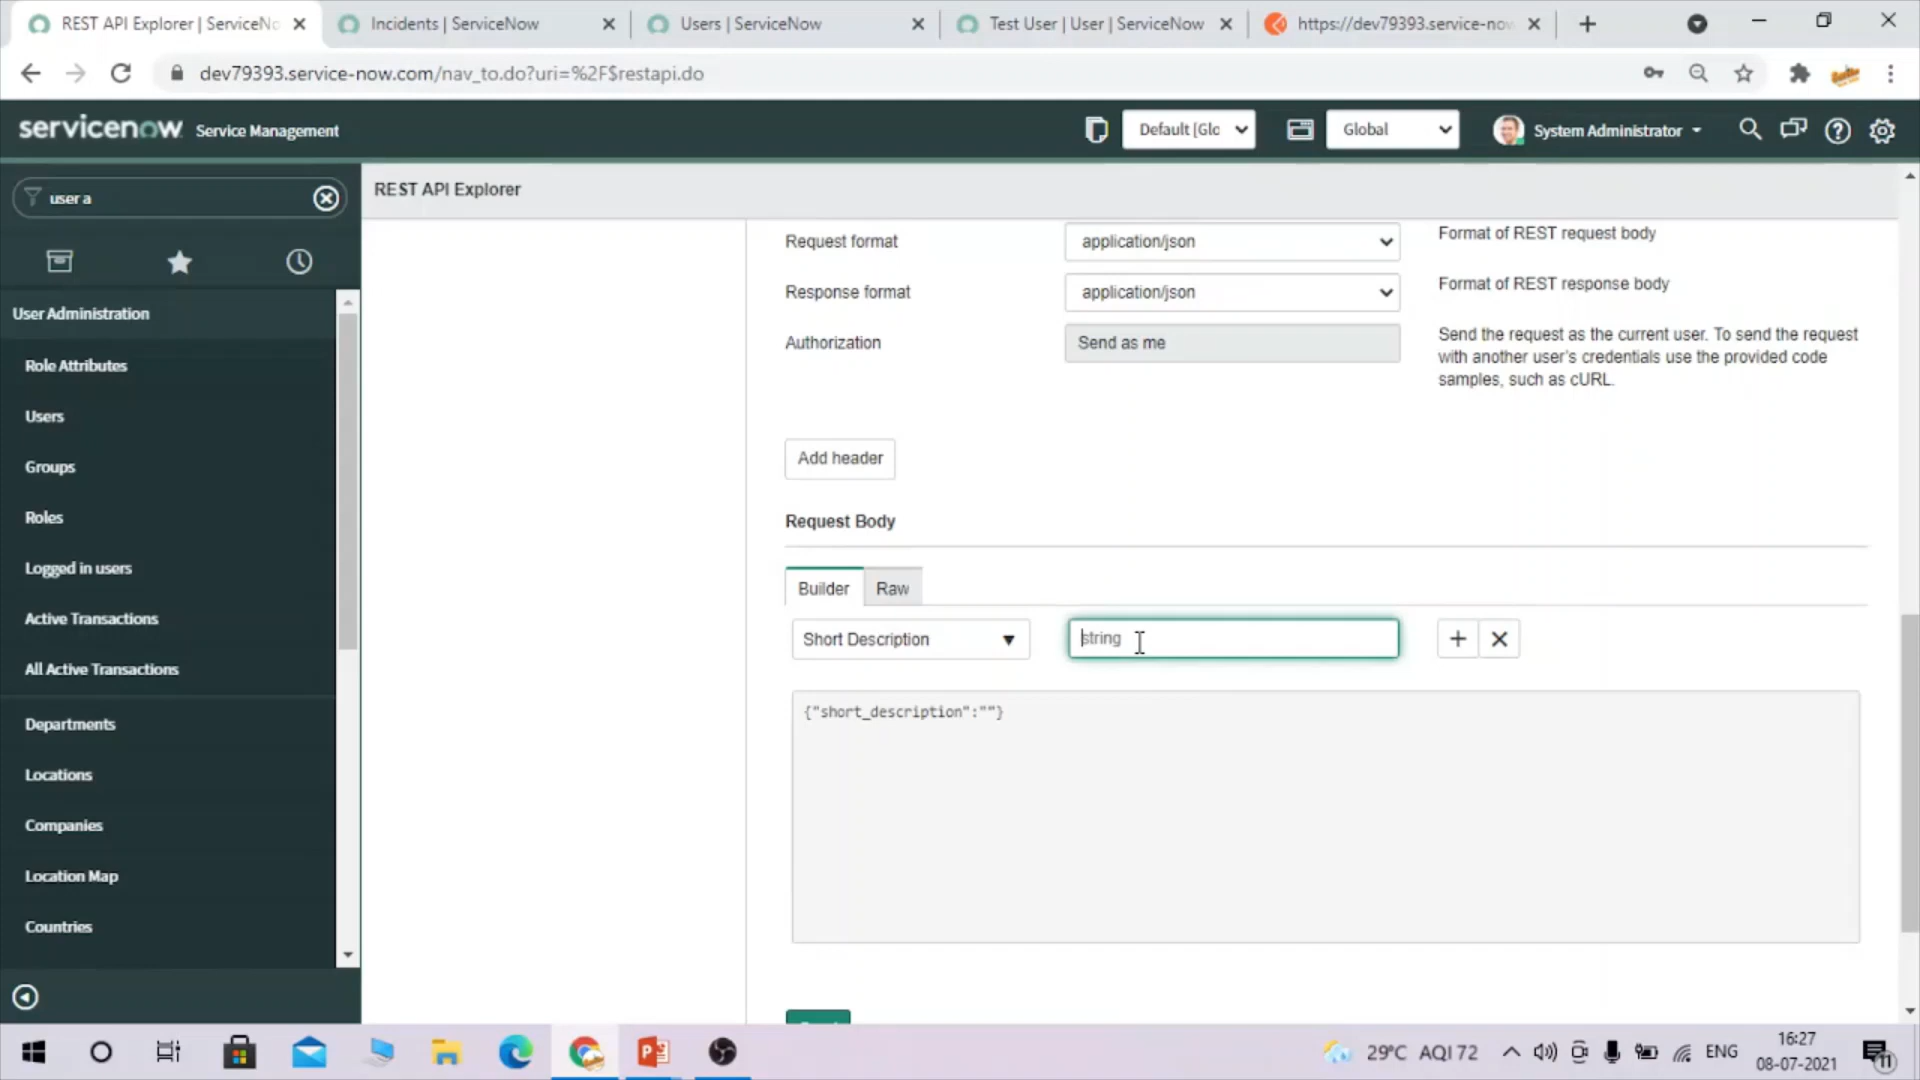 REST API Explorer | ServiceNo
Incidents | ServiceNow
Users | ServiceNow
Test User | User | ServiceNow
https://dev79393.service-now
dev79393.service-now.com/nav_to.do?uri=%2F$restapi.do
servicenow Service Management
Default [Glo
Global
System Administrator
user a
REST API Explorer
User Administration
Role Attributes
Users
Groups
Roles
Logged in users
Active Transactions
All Active Transactions
Departments
Locations
Companies
Location Map
Countries
Request format
application/json
Format of REST request body
Response format
application/json
Format of REST response body
Authorization
Send as me
Send the request as the current user. To send the request
with another user's credentials use the provided code
samples, such as cURL.
Add header
Request Body
Builder
Raw
Short Description
string
{"short_description":""}
29°C AQI 72
ENG
16:27
08-07-2021
11